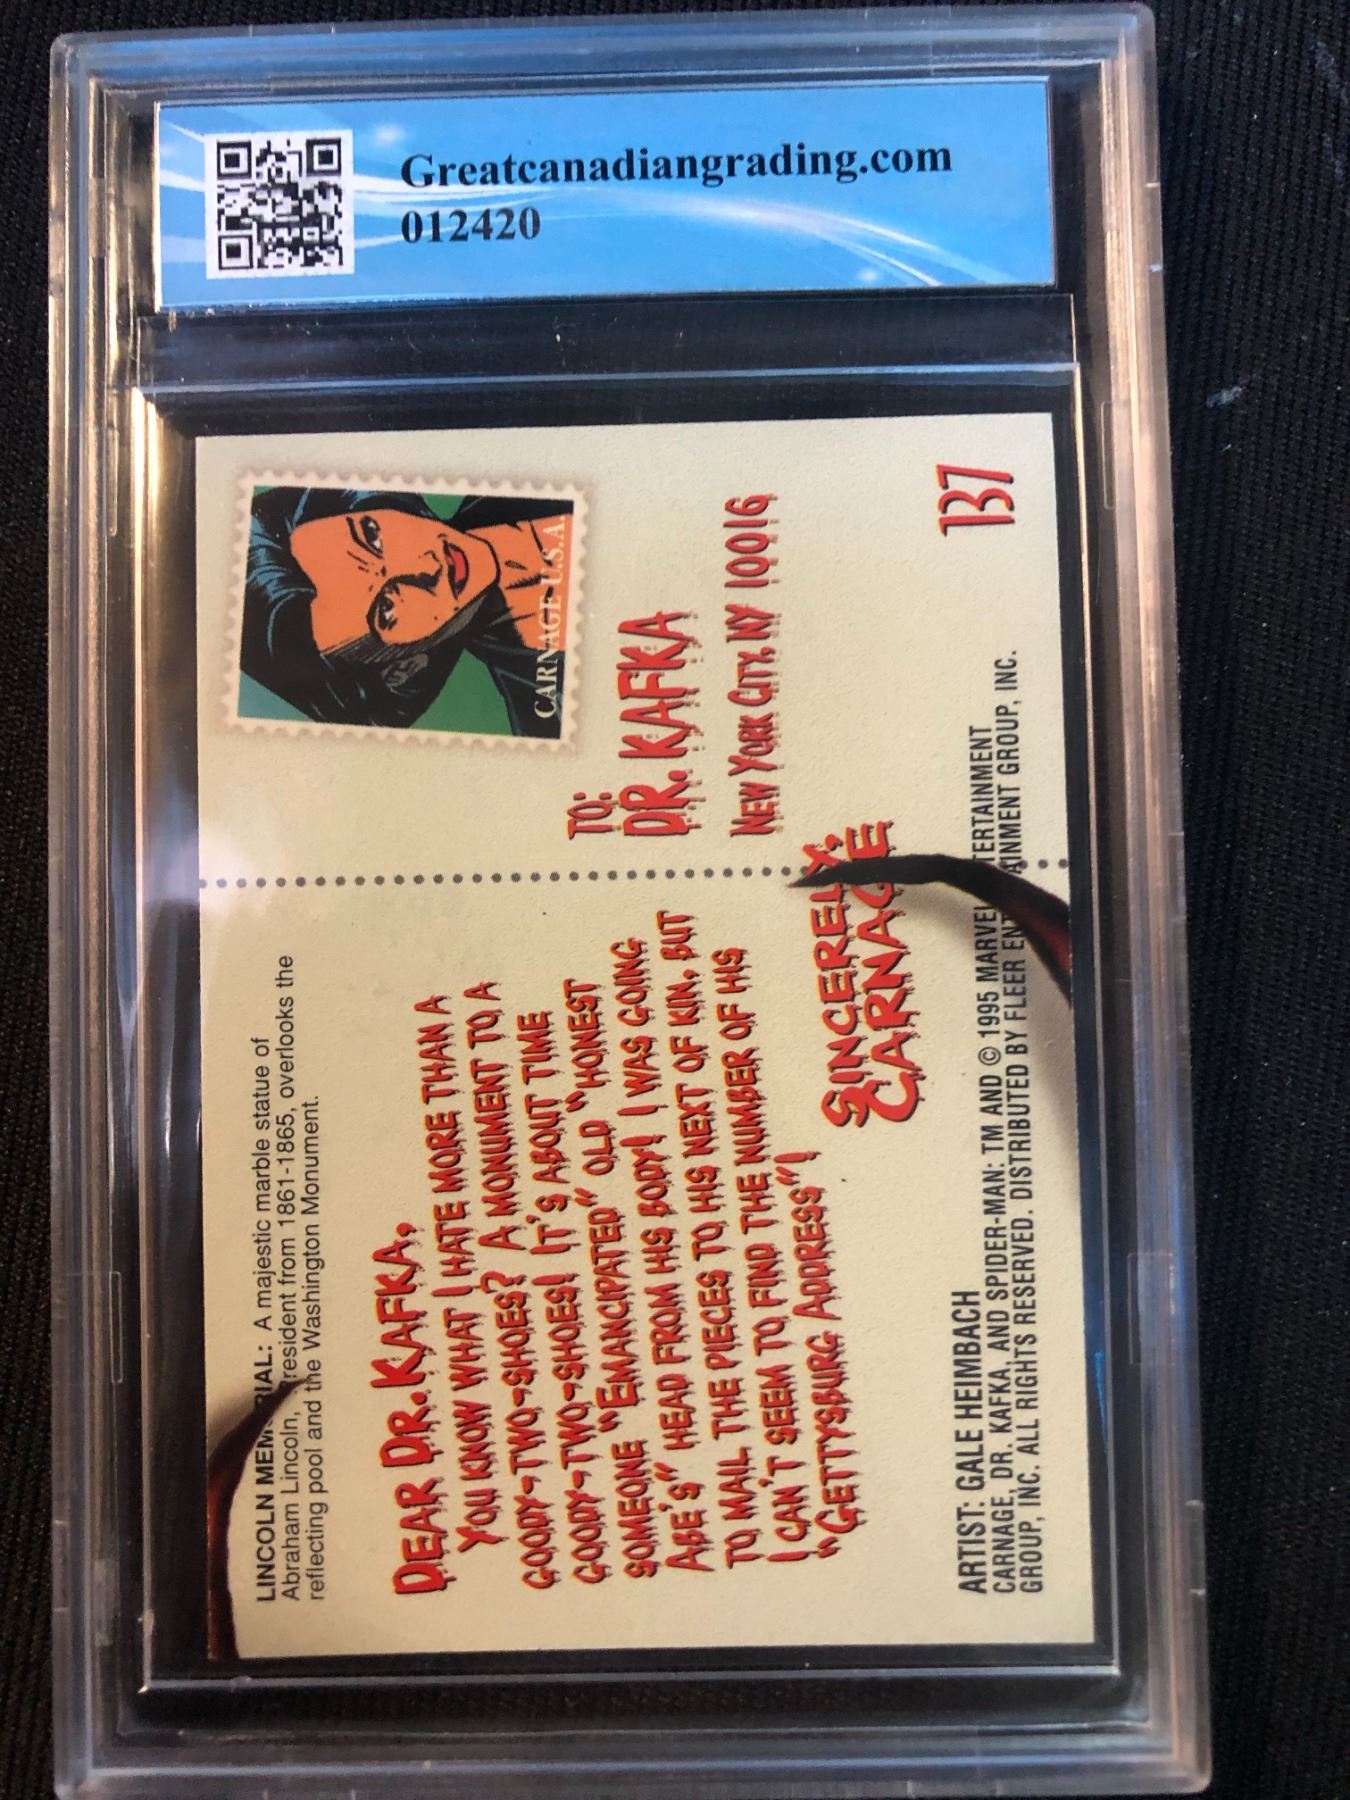 Greatcanadiangrading.com
012420
LINCOLN MEMORIAL: A majestic marble statue of
Abraham Lincoln, President from 1861-1865, overlooks the
reflecting pool and the Washington Monument.
DEAR DR. KAFKA,
YOU KNOW WHAT I HATE MORE THAN A
GOODY-TWO-SHOES? A MONUMENT TO A
GOODY-TWO-SHOES! IT'S ABOUT TIME
SOMEONE "EMANCIPATED" OLD "HONEST
ABE'S" HEAD FROM HIS BODY! I WAS GOING
TO MAIL THE PIECES TO HIS NEXT OF KIN, BUT
I CAN'T SEEM TO FIND THE NUMBER OF HIS
"GETTYSBURG ADDRESS"!
SINCERELY,
CARNAGE
CARNAGE U.S.A.
TO:
DR. KAFKA
NEW YORK CITY, NY 10016
ARTIST: GALE HEIMBACH
CARNAGE, DR. KAFKA, AND SPIDER-MAN: TM AND © 1995 MARVEL ENTERTAINMENT
GROUP, INC. ALL RIGHTS RESERVED. DISTRIBUTED BY FLEER ENTERTAINMENT GROUP, INC.
137